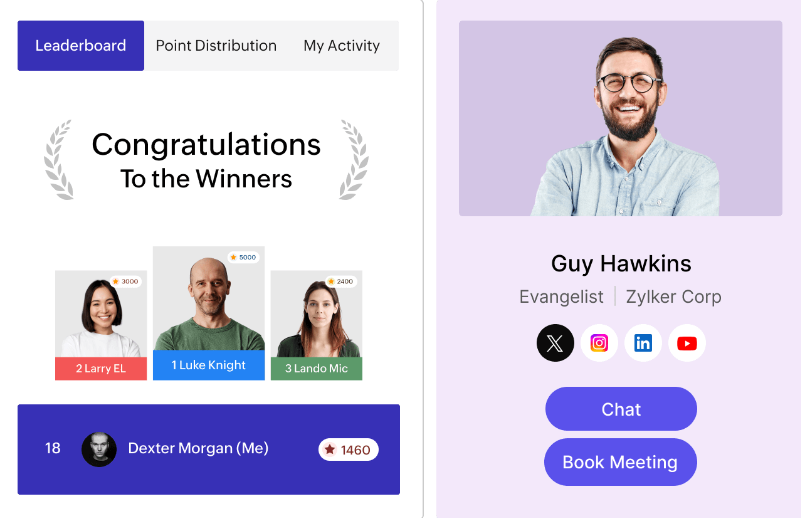 Leaderboard
Point Distribution
My Activity
Congratulations
To the Winners
3000
5000
2400
2 Larry EL
1 Luke Knight
3 Lando Mic
18
Dexter Morgan (Me)
1460
Guy Hawkins
Evangelist | Zylker Corp
Chat
Book Meeting